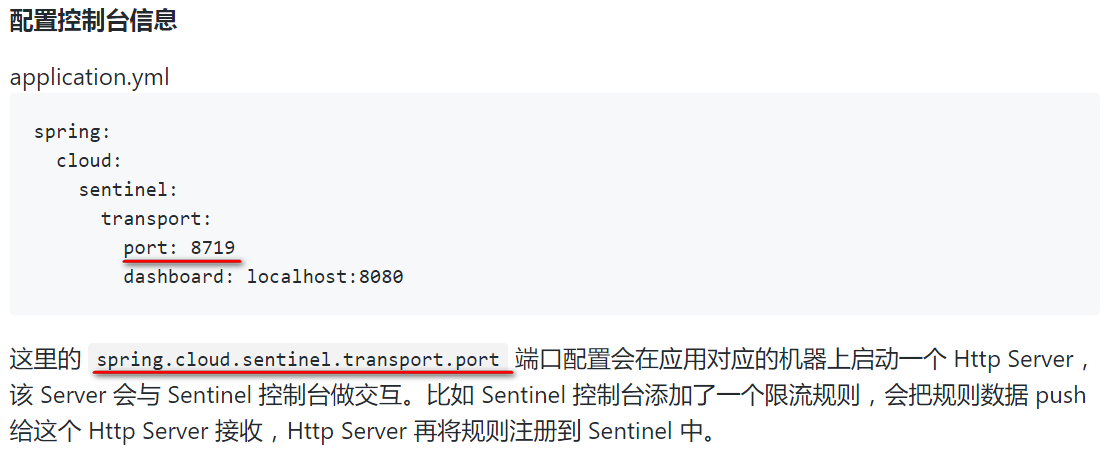 配置控制台信息
application.yml
spring:
  cloud:
    sentinel:
      transport:
        port: 8719
        dashboard: localhost:8080
这里的 spring.cloud.sentinel.transport.port 端口配置会在应用对应的机器上启动一个 Http Server，
该 Server 会与 Sentinel 控制台做交互。比如 Sentinel 控制台添加了一个限流规则，会把规则数据 push
给这个 Http Server 接收，Http Server 再将规则注册到 Sentinel 中。